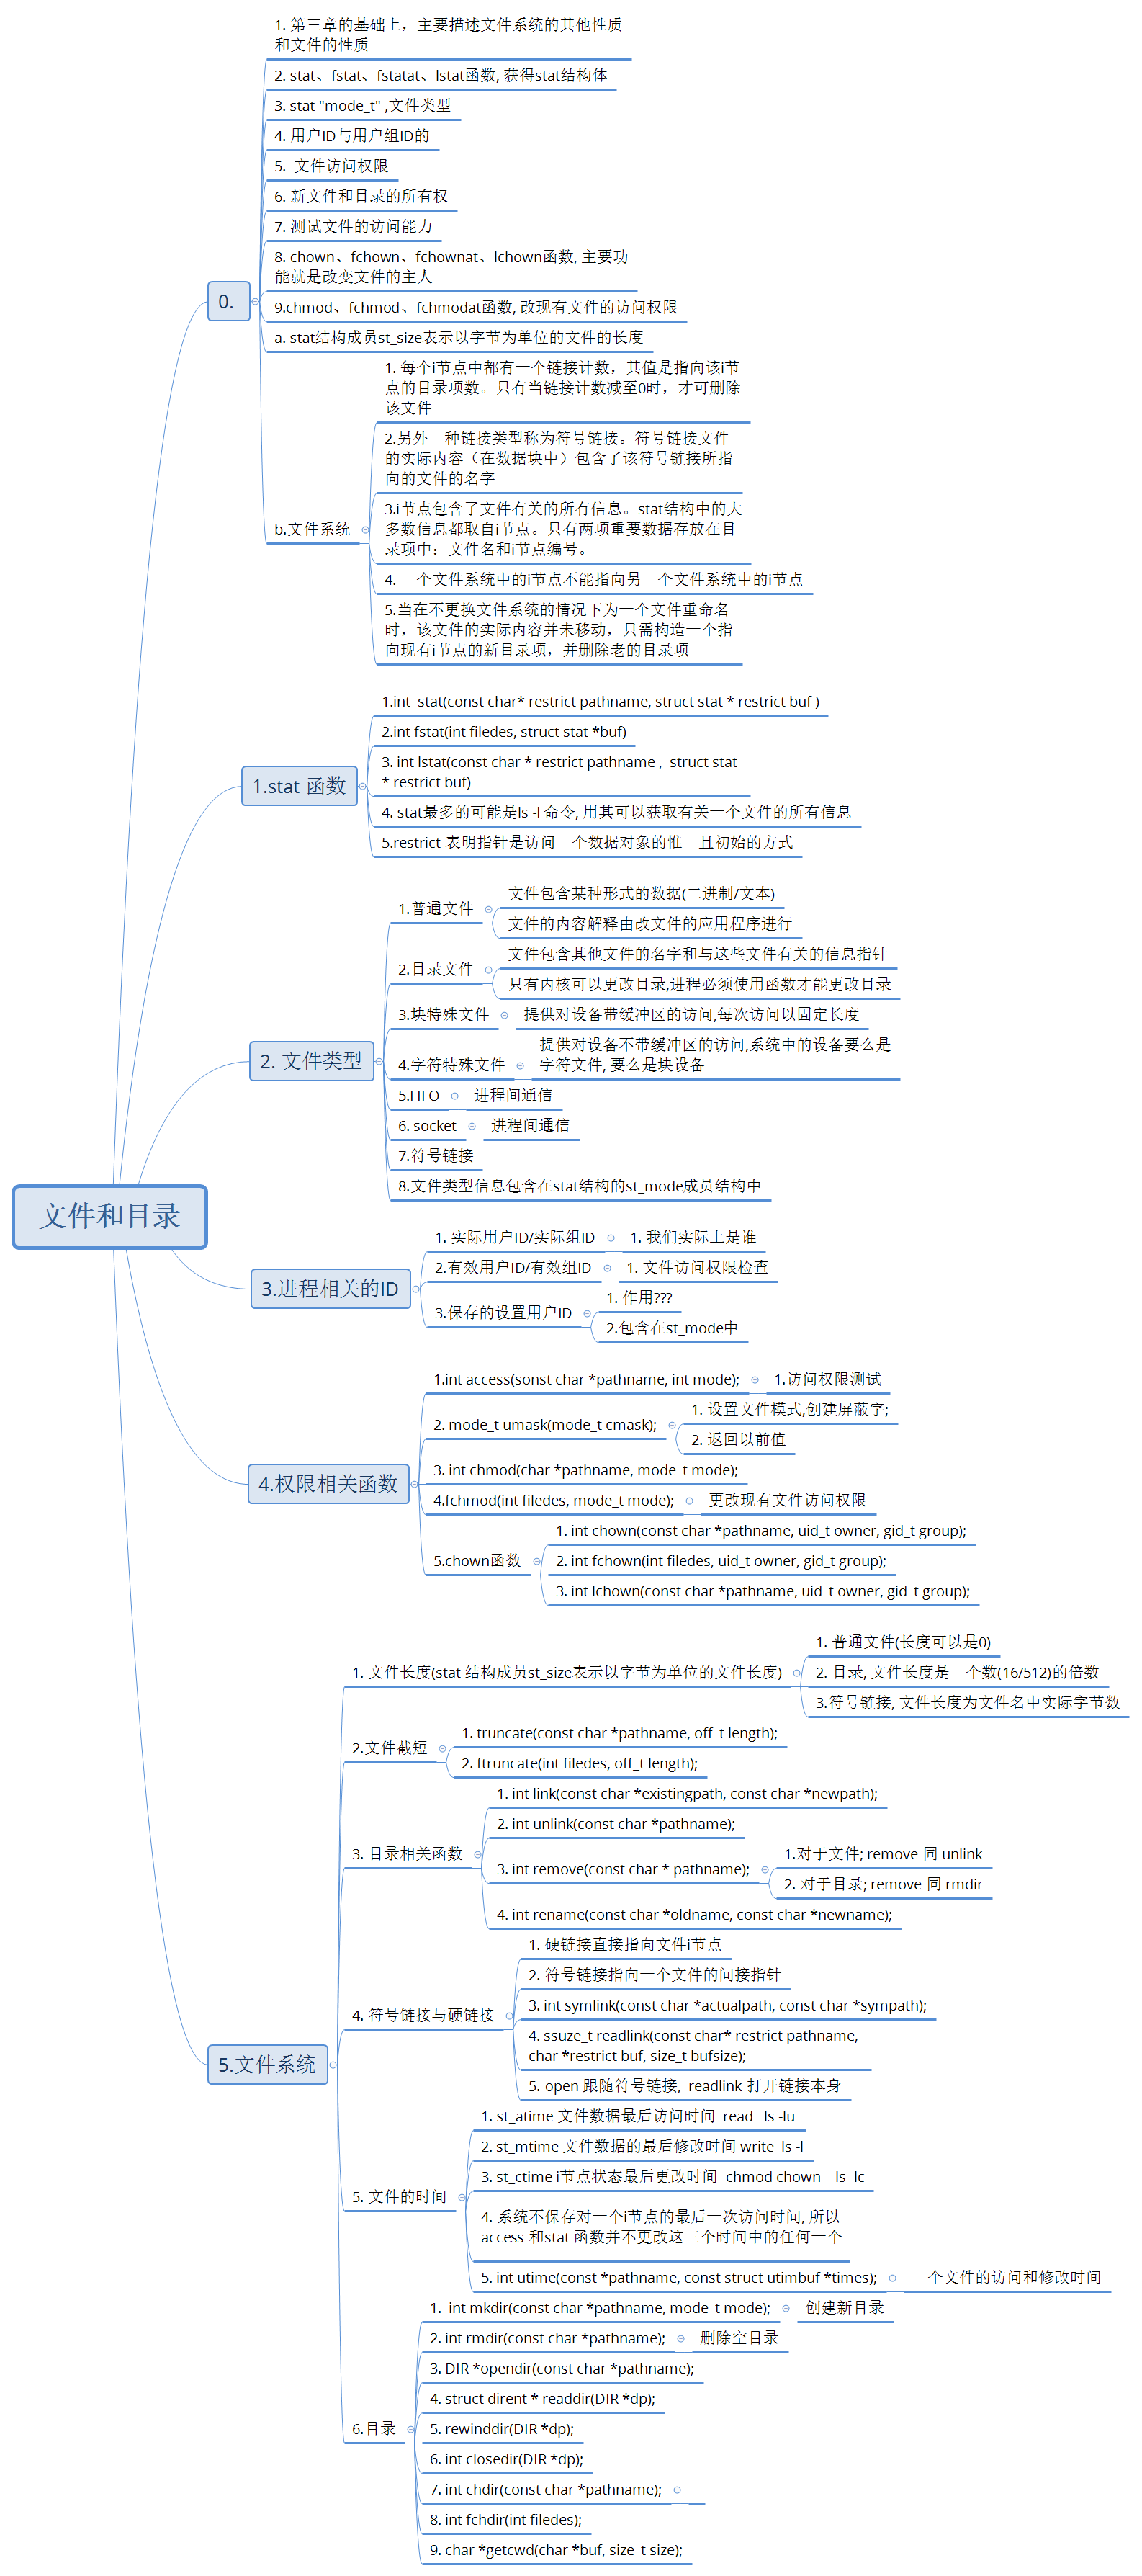 文件和目录
0.
1. 第三章的基础上，主要描述文件系统的其他性质
和文件的性质
2. stat、fstat、fstatat、lstat函数, 获得stat结构体
3. stat "mode_t" ,文件类型
4. 用户ID与用户组ID的
5. 文件访问权限
6. 新文件和目录的所有权
7. 测试文件的访问能力
8. chown、fchown、fchownat、lchown函数, 主要功
能就是改变文件的主人
9.chmod、fchmod、fchmodat函数, 改现有文件的访问权限
a. stat结构成员st_size表示以字节为单位的文件的长度
b.文件系统
1. 每个i节点中都有一个链接计数，其值是指向该i节
点的目录项数。只有当链接计数减至0时，才可删除
该文件
2.另外一种链接类型称为符号链接。符号链接文件
的实际内容（在数据块中）包含了该符号链接所指
向的文件的名字
3.i节点包含了文件有关的所有信息。stat结构中的大
多数信息都取自i节点。只有两项重要数据存放在目
录项中：文件名和i节点编号。
4. 一个文件系统中的i节点不能指向另一个文件系统中的i节点
5.当在不更换文件系统的情况下为一个文件重命名
时，该文件的实际内容并未移动，只需构造一个指
向现有i节点的新目录项，并删除老的目录项
1.stat 函数
1.int stat(const char* restrict pathname, struct stat * restrict buf )
2.int fstat(int filedes, struct stat *buf)
3. int lstat(const char * restrict pathname , struct stat
* restrict buf)
4. stat最多的可能是ls -l 命令, 用其可以获取有关一个文件的所有信息
5.restrict 表明指针是访问一个数据对象的惟一且初始的方式
2. 文件类型
1.普通文件
文件包含某种形式的数据(二进制/文本)
文件的内容解释由改文件的应用程序进行
2.目录文件
文件包含其他文件的名字和与这些文件有关的信息指针
只有内核可以更改目录,进程必须使用函数才能更改目录
3.块特殊文件
提供对设备带缓冲区的访问,每次访问以固定长度
4.字符特殊文件
提供对设备不带缓冲区的访问,系统中的设备要么是
字符文件, 要么是块设备
5.FIFO
进程间通信
6. socket
进程间通信
7.符号链接
8.文件类型信息包含在stat结构的st_mode成员结构中
3.进程相关的ID
1. 实际用户ID/实际组ID
1. 我们实际上是谁
2.有效用户ID/有效组ID
1. 文件访问权限检查
3.保存的设置用户ID
1. 作用???
2.包含在st_mode中
4.权限相关函数
1.int access(sonst char *pathname, int mode);
1.访问权限测试
2. mode_t umask(mode_t cmask);
1. 设置文件模式,创建屏蔽字;
2. 返回以前值
3. int chmod(char *pathname, mode_t mode);
4.fchmod(int filedes, mode_t mode);
更改现有文件访问权限
5.chown函数
1. int chown(const char *pathname, uid_t owner, gid_t group);
2. int fchown(int filedes, uid_t owner, gid_t group);
3. int lchown(const char *pathname, uid_t owner, gid_t group);
5.文件系统
1. 文件长度(stat 结构成员st_size表示以字节为单位的文件长度)
1. 普通文件(长度可以是0)
2. 目录, 文件长度是一个数(16/512)的倍数
3.符号链接, 文件长度为文件名中实际字节数
2.文件截短
1. truncate(const char *pathname, off_t length);
2. ftruncate(int filedes, off_t length);
3. 目录相关函数
1. int link(const char *existingpath, const char *newpath);
2. int unlink(const char *pathname);
3. int remove(const char * pathname);
1.对于文件; remove 同 unlink
2. 对于目录; remove 同 rmdir
4. int rename(const char *oldname, const char *newname);
4. 符号链接与硬链接
1. 硬链接直接指向文件i节点
2. 符号链接指向一个文件的间接指针
3. int symlink(const char *actualpath, const char *sympath);
4. ssuze_t readlink(const char* restrict pathname,
char *restrict buf, size_t bufsize);
5. open 跟随符号链接, readlink 打开链接本身
5. 文件的时间
1. st_atime 文件数据最后访问时间 read ls -lu
2. st_mtime 文件数据的最后修改时间 write ls -l
3. st_ctime i节点状态最后更改时间 chmod chown ls -lc
4. 系统不保存对一个i节点的最后一次访问时间, 所以
access 和stat 函数并不更改这三个时间中的任何一个
5. int utime(const *pathname, const struct utimbuf *times);
一个文件的访问和修改时间
6.目录
1. int mkdir(const char *pathname, mode_t mode);
创建新目录
2. int rmdir(const char *pathname);
删除空目录
3. DIR *opendir(const char *pathname);
4. struct dirent * readdir(DIR *dp);
5. rewinddir(DIR *dp);
6. int closedir(DIR *dp);
7. int chdir(const char *pathname);
8. int fchdir(int filedes);
9. char *getcwd(char *buf, size_t size);